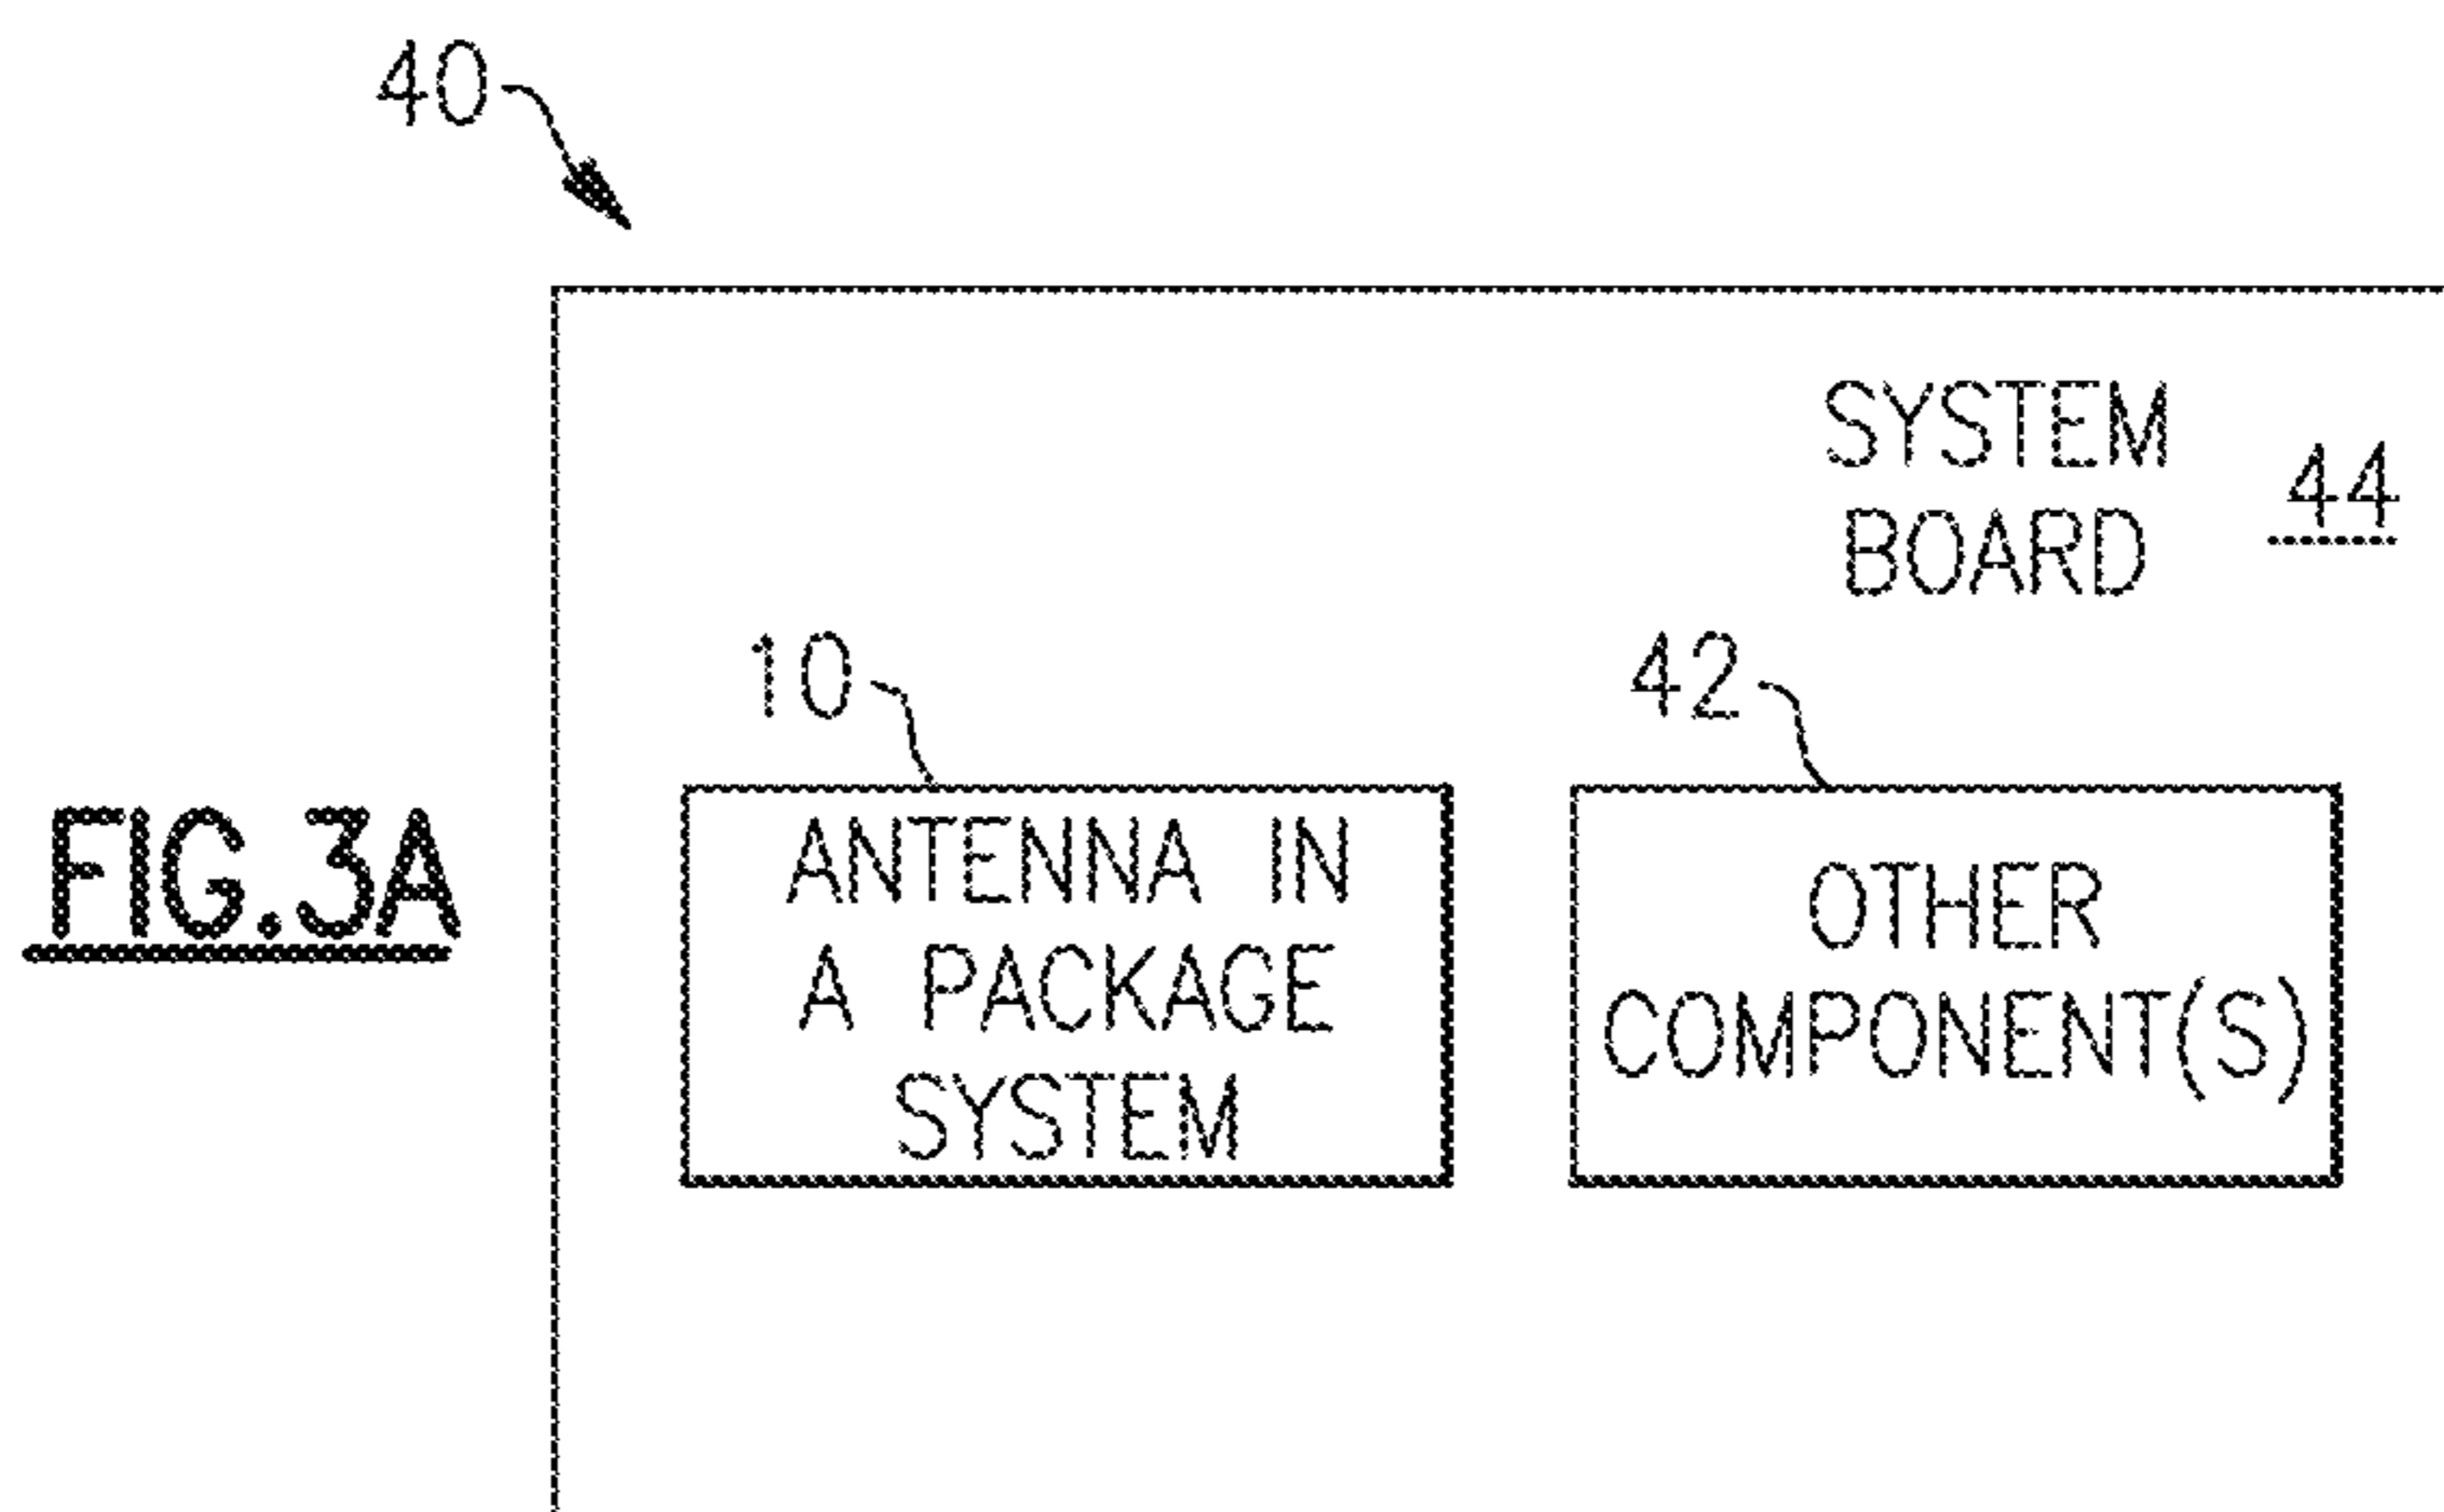 40
SYSTEM
BOARD
44
10
42
FIG.3A
ANTENNA IN
A PACKAGE
SYSTEM
OTHER
COMPONENT(S)